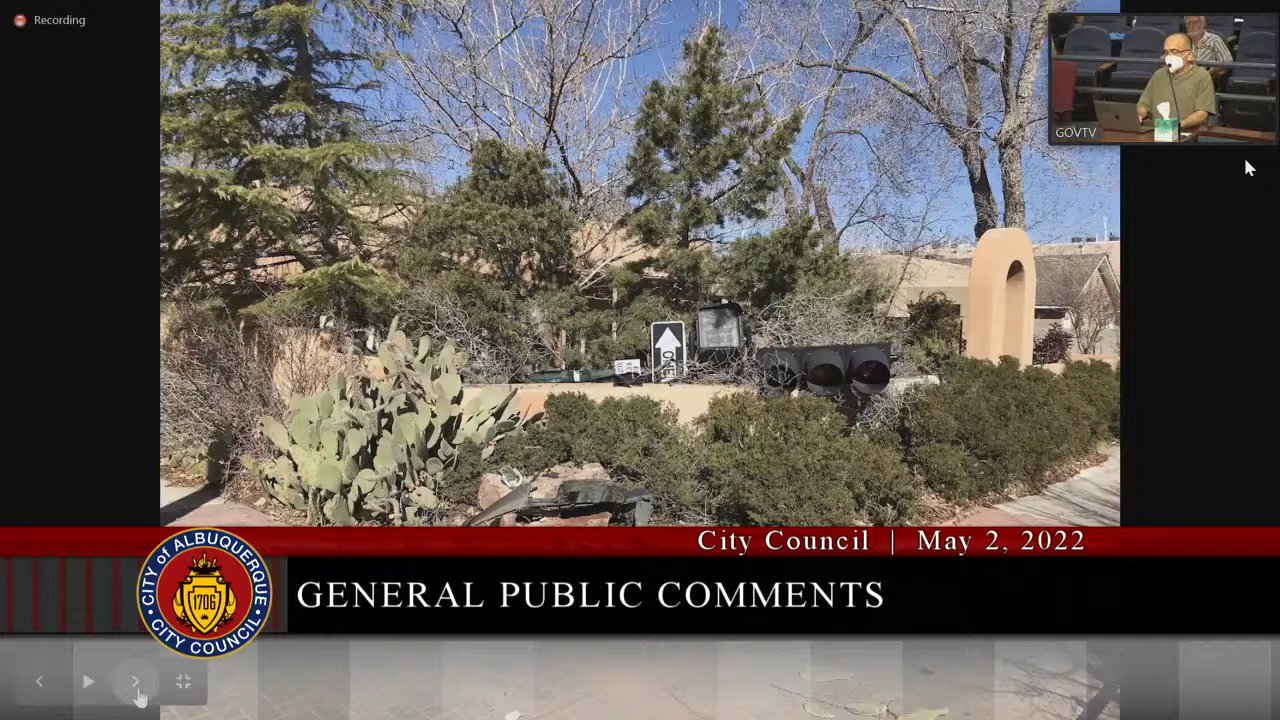 Recording
GOVTV
City Council | May 2, 2022
GENERAL PUBLIC COMMENTS
CITY of ALBUQUERQUE
1706
CITY COUNCIL